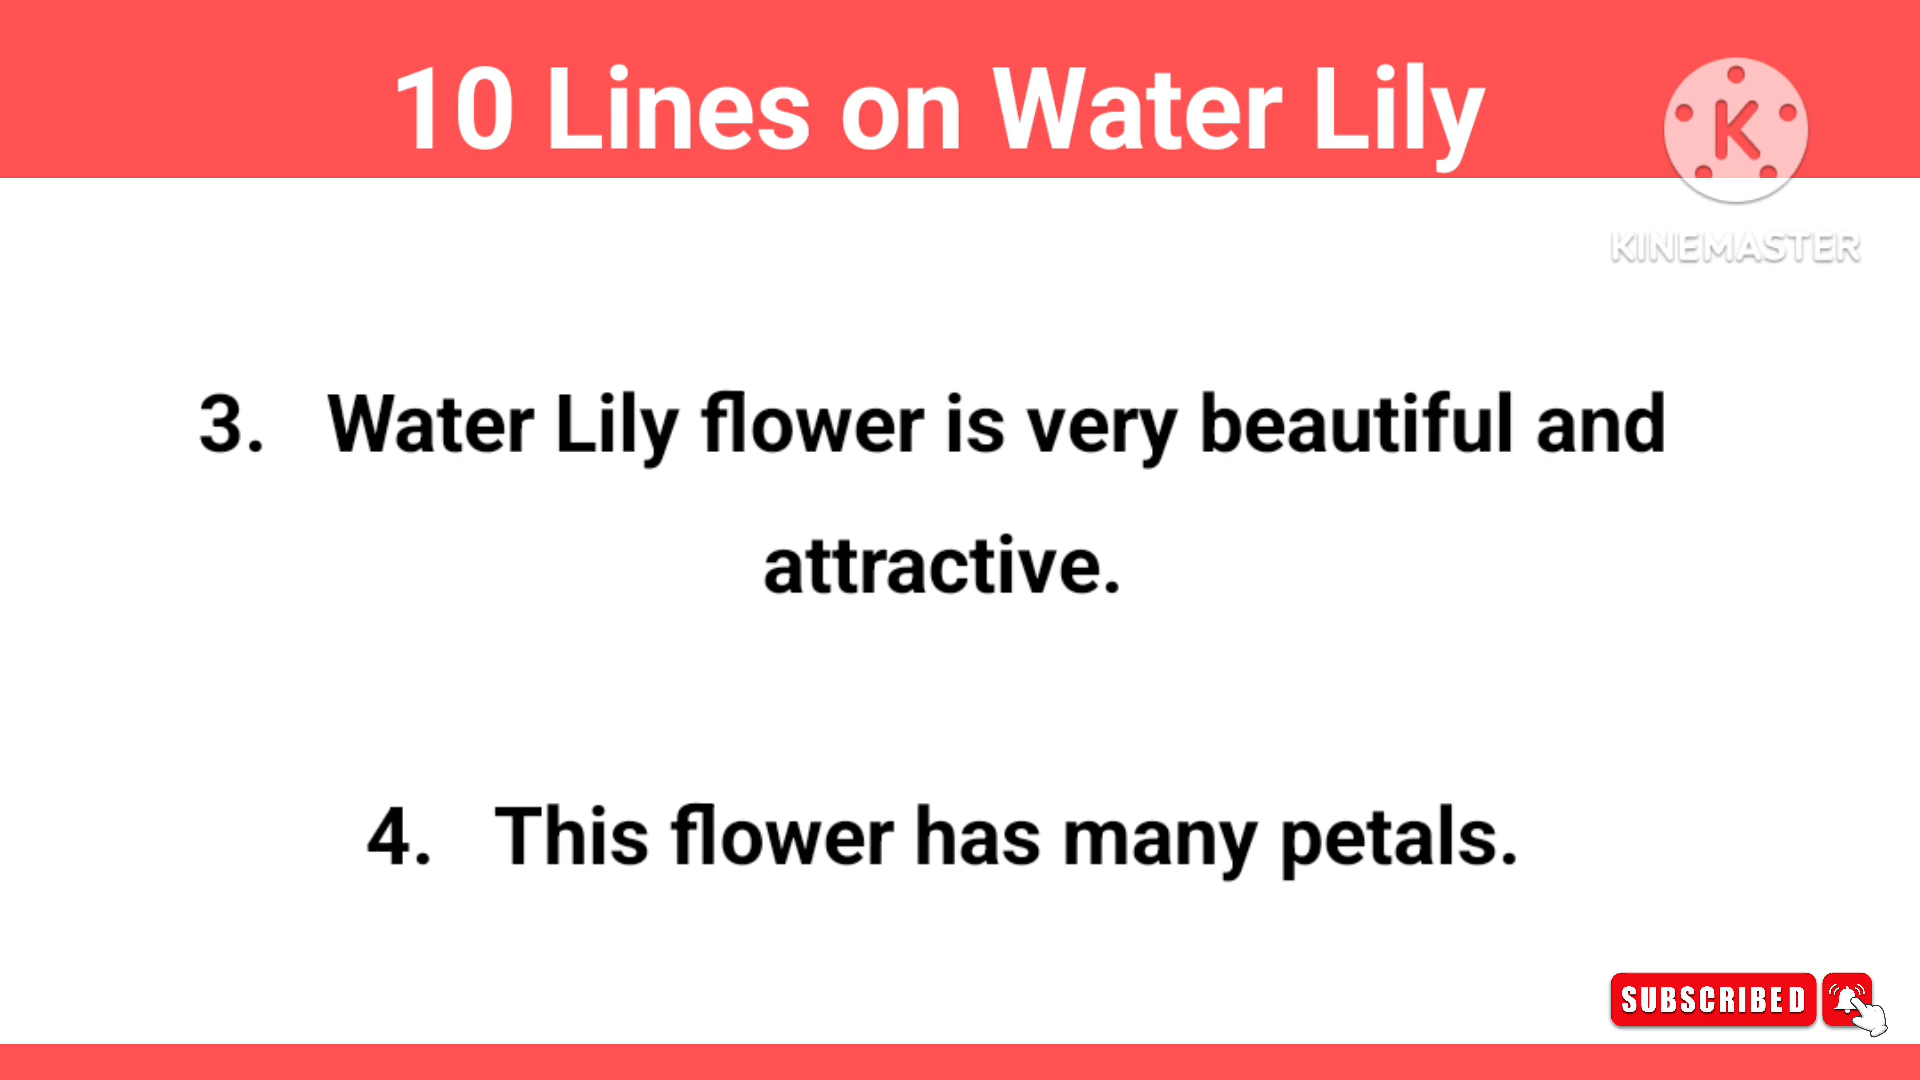 10 Lines on Water Lily
K
KINEMASTER
3. Water Lily flower is very beautiful and
attractive.
4. This flower has many petals.
SUBSCRIBED